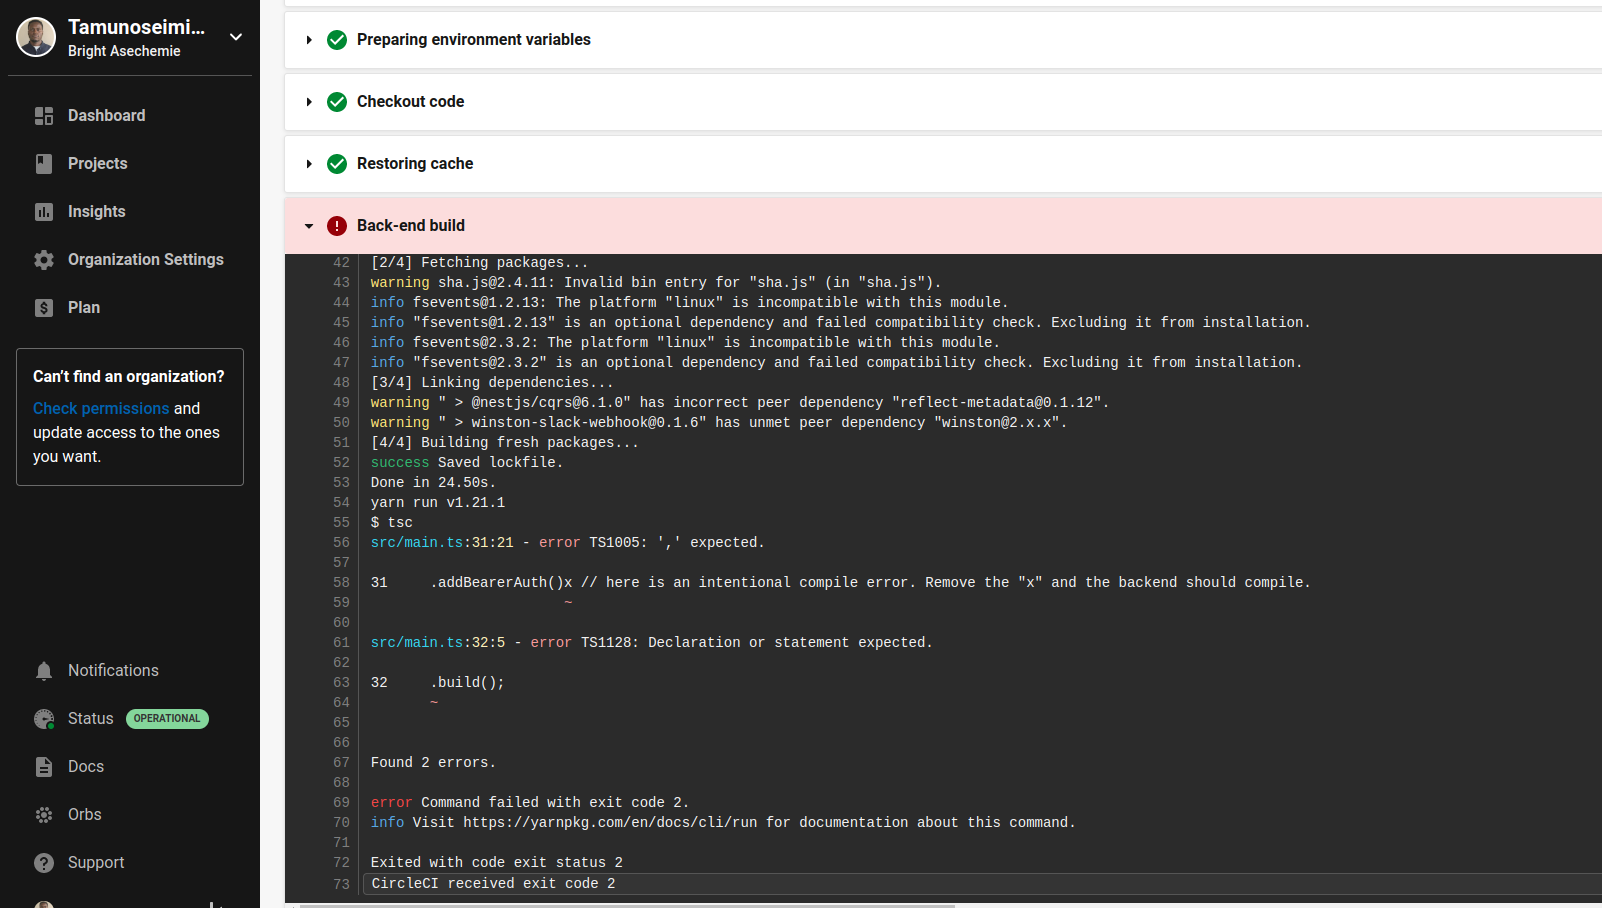 Tamunoseimi...
Bright Asechemie
Dashboard
Projects
Insights
Organization Settings
Plan
Can't find an organization?
Check permissions and
update access to the ones
you want.
Notifications
Status OPERATIONAL
Docs
Orbs
Support
Preparing environment variables
Checkout code
Restoring cache
Back-end build
42 [2/4] Fetching packages...
43 warning sha.js@2.4.11: Invalid bin entry for "sha.js" (in "sha.js").
44 info fsevents@1.2.13: The platform "linux" is incompatible with this module.
45 info "fsevents@1.2.13" is an optional dependency and failed compatibility check. Excluding it from installation.
46 info fsevents@2.3.2: The platform "linux" is incompatible with this module.
47 info "fsevents@2.3.2" is an optional dependency and failed compatibility check. Excluding it from installation.
48 [3/4] Linking dependencies...
49 warning " > @nestjs/cqrs@6.1.0" has incorrect peer dependency "reflect-metadata@0.1.12".
50 warning " > winston-slack-webhook@0.1.6" has unmet peer dependency "winston@2.x.x".
51 [4/4] Building fresh packages...
52 success Saved lockfile.
53 Done in 24.50s.
54 yarn run v1.21.1
55 $ tsc
56 src/main.ts:31:21 - error TS1005: ',' expected.
57
58 31     .addBearerAuth()x // here is an intentional compile error. Remove the "x" and the backend should compile.
59 ~
60
61 src/main.ts:32:5 - error TS1128: Declaration or statement expected.
62
63 32     .build();
64 ~
65
66
67 Found 2 errors.
68
69 error Command failed with exit code 2.
70 info Visit https://yarnpkg.com/en/docs/cli/run for documentation about this command.
71
72 Exited with code exit status 2
73 CircleCI received exit code 2